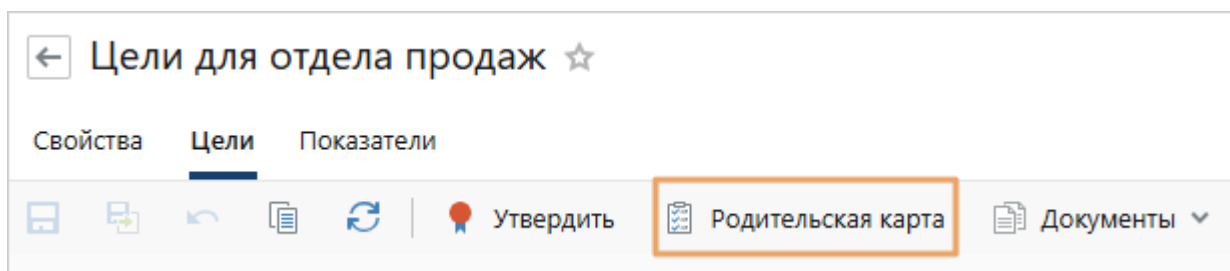 Цели для отдела продаж
Свойства Цели Показатели
Утвердить Родительская карта Документы